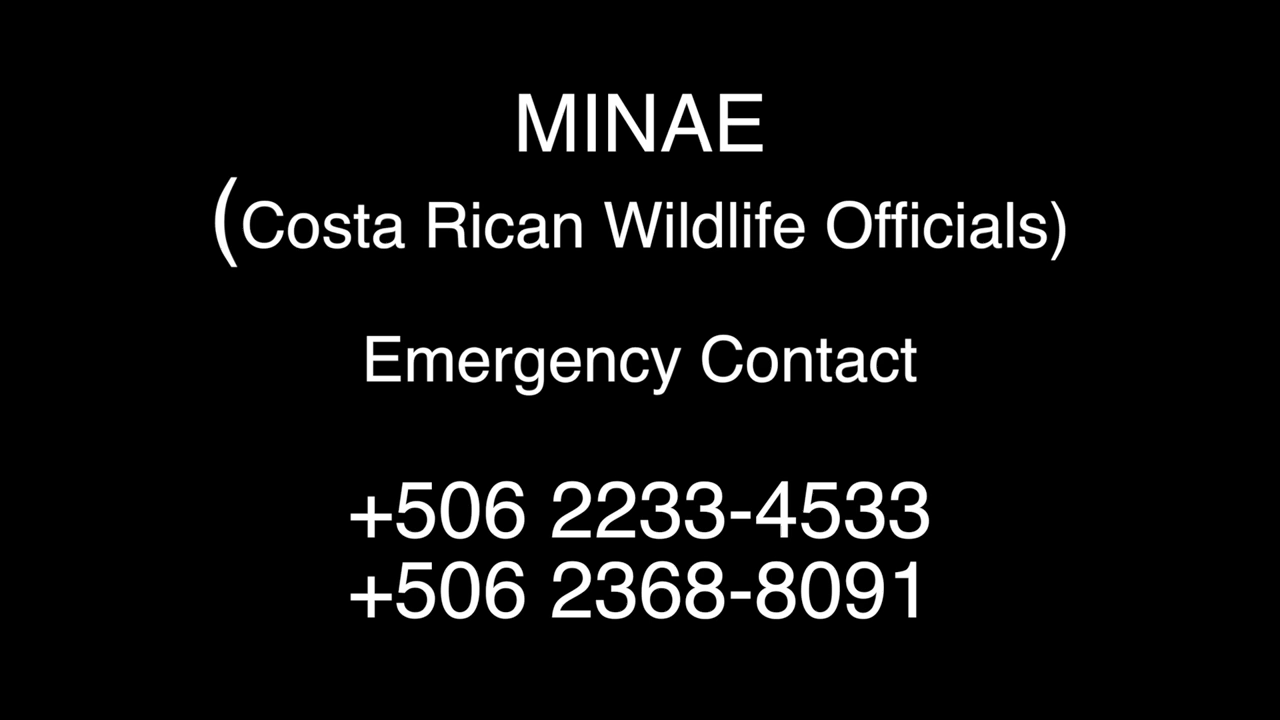 MINAE
(Costa Rican Wildlife Officials)
Emergency Contact
+506 2233-4533
+506 2368-8091